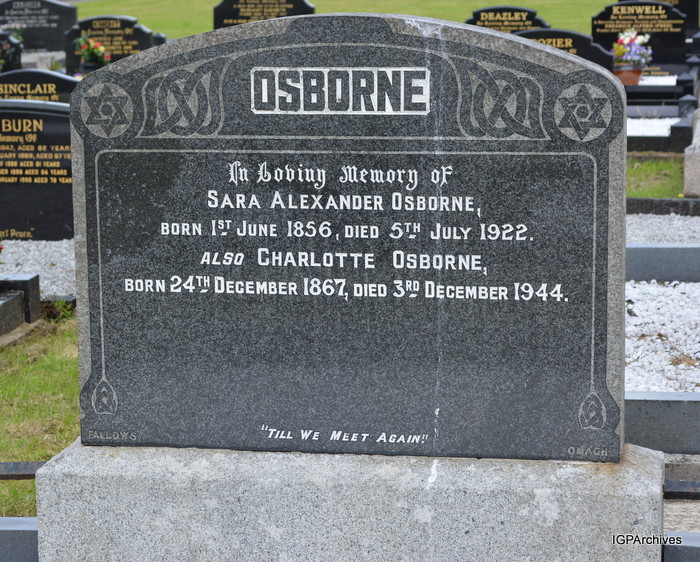 KENWELL
DEAZLEY
SINCLAIR
BURN
OSBORNE
In Loving Memory of
SARA ALEXANDER OSBORNE,
BORN 1ST JUNE 1856, DIED 5TH JULY 1922.
ALSO CHARLOTTE OSBORNE,
BORN 24TH DECEMBER 1867, DIED 3RD DECEMBER 1944.
"TILL WE MEET AGAIN"
FALLOWS
OMAGH
IGPArchives